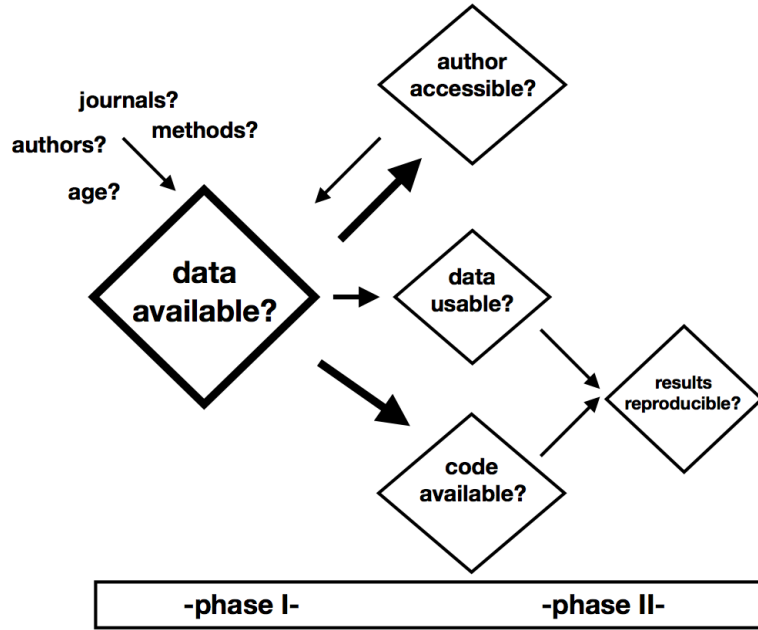 author
accessible?
journals?
methods?
authors?
age?
data
available?
data
usable?
results
reproducible?
code
available?
-phase I-
-phase II-